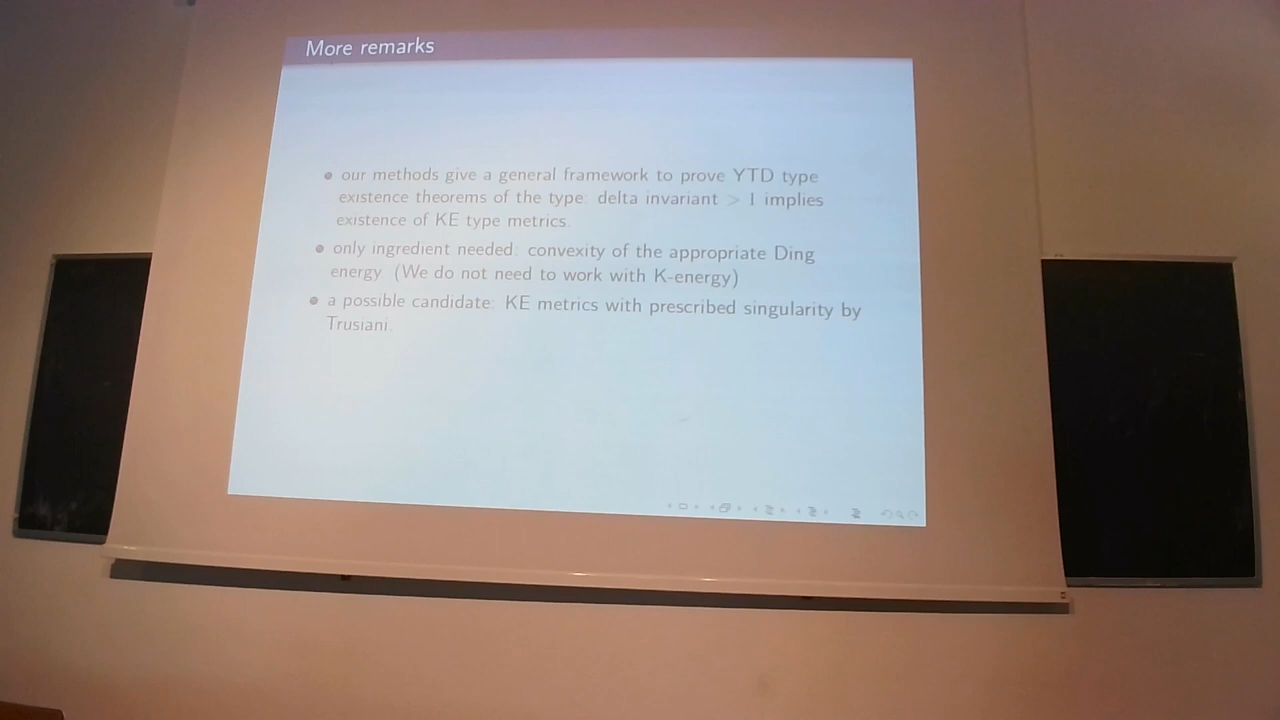 More remarks
• our methods give a general framework to prove YTD type
existence theorems of the type: delta invariant > 1 implies
existence of KE type metrics.
• only ingredient needed: convexity of the appropriate Ding
energy (We do not need to work with K-energy)
• a possible candidate: KE metrics with prescribed singularity by
Trusiani.